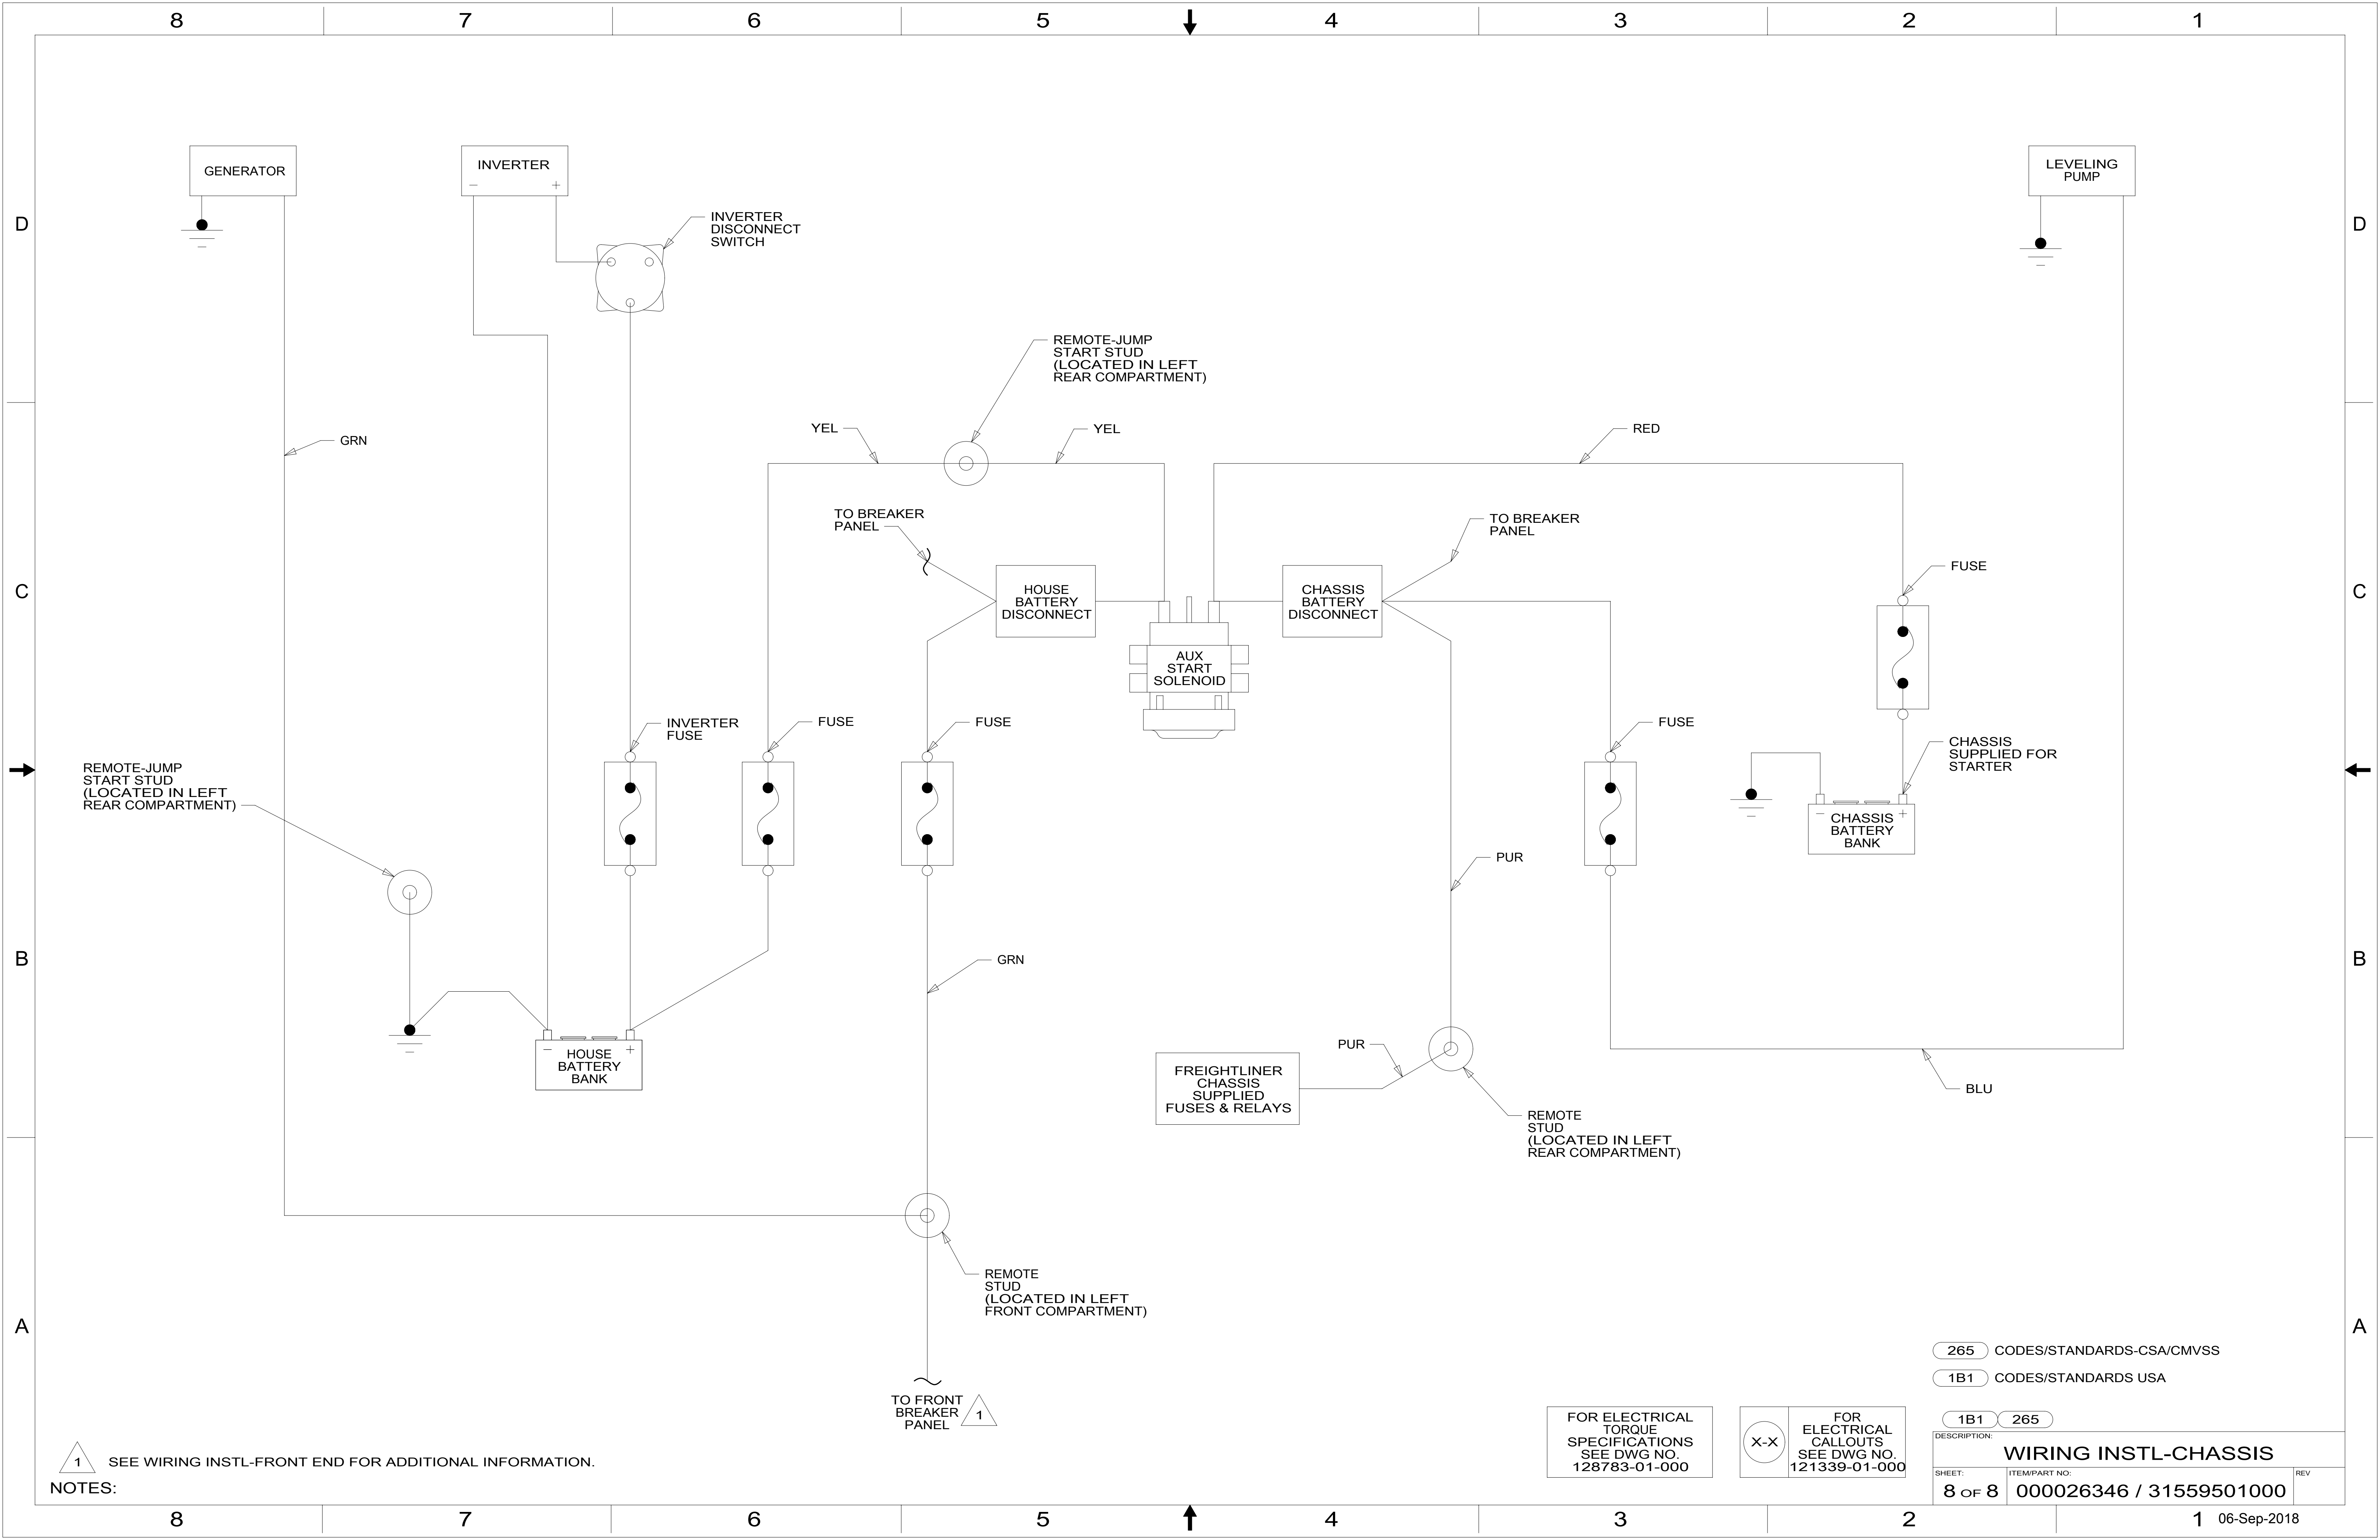 8 7 6 5 4 3 2 1
GENERATOR
INVERTER
– +
LEVELING
PUMP
D
D
INVERTER
DISCONNECT
SWITCH
REMOTE-JUMP
START STUD
(LOCATED IN LEFT
REAR COMPARTMENT)
GRN
YEL
YEL
RED
TO BREAKER
PANEL
TO BREAKER
PANEL
FUSE
C
C
HOUSE
BATTERY
DISCONNECT
CHASSIS
BATTERY
DISCONNECT
AUX
START
SOLENOID
INVERTER
FUSE
FUSE
FUSE
FUSE
CHASSIS
SUPPLIED FOR
STARTER
REMOTE-JUMP
START STUD
(LOCATED IN LEFT
REAR COMPARTMENT)
– +
CHASSIS
BATTERY
BANK
PUR
B
B
GRN
– +
HOUSE
BATTERY
BANK
PUR
FREIGHTLINER
CHASSIS
SUPPLIED
FUSES & RELAYS
BLU
REMOTE
STUD
(LOCATED IN LEFT
REAR COMPARTMENT)
REMOTE
STUD
(LOCATED IN LEFT
FRONT COMPARTMENT)
A
A
265 CODES/STANDARDS-CSA/CMVSS
1B1 CODES/STANDARDS USA
TO FRONT
BREAKER
PANEL
1
FOR ELECTRICAL
TORQUE
SPECIFICATIONS
SEE DWG NO.
128783-01-000
X-X
FOR
ELECTRICAL
CALLOUTS
SEE DWG NO.
121339-01-000
1B1 265
DESCRIPTION:
WIRING INSTL-CHASSIS
SHEET:
8 OF 8
ITEM/PART NO:
000026346 / 31559501000
REV
1 SEE WIRING INSTL-FRONT END FOR ADDITIONAL INFORMATION.
NOTES:
8 7 6 5 4 3 2 1
06-Sep-2018